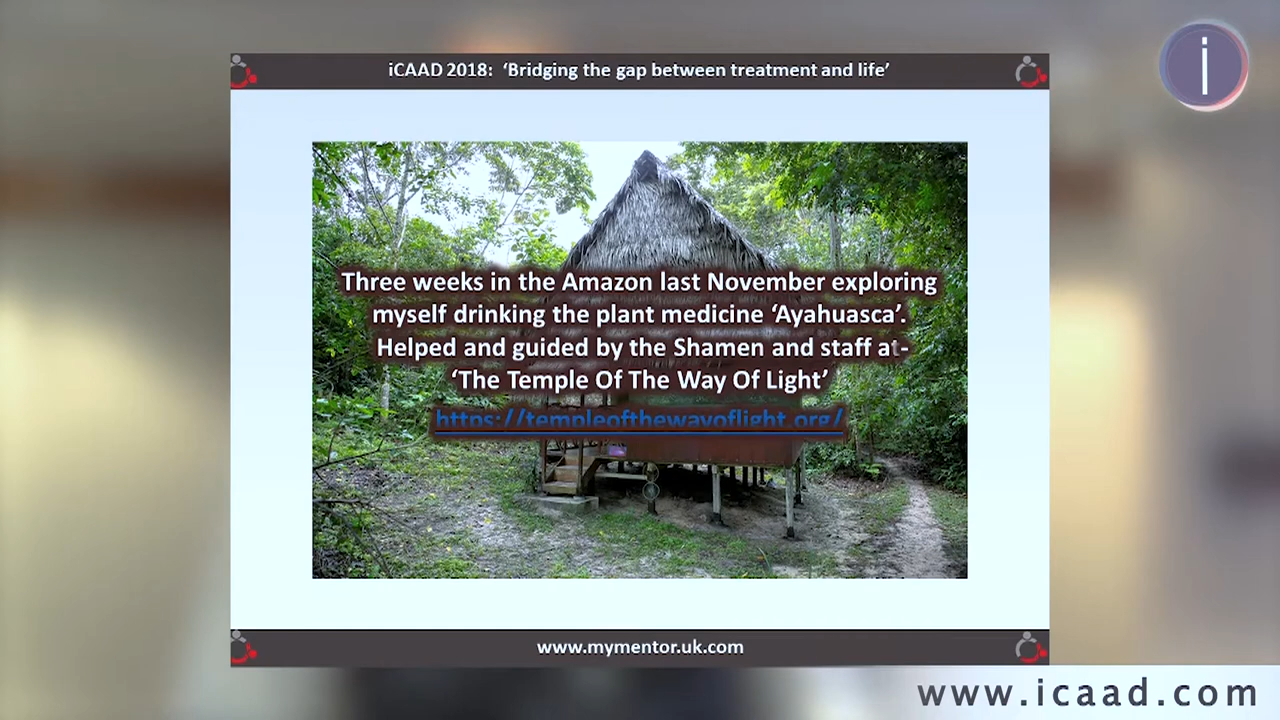 iCAAD 2018:  ‘Bridging the gap between treatment and life’
i
Three weeks in the Amazon last November exploring
myself drinking the plant medicine ‘Ayahuasca’.
Helped and guided by the Shamen and staff at-
‘The Temple Of The Way Of Light’
https://templeofthewayoflight.org/
www.mymentor.uk.com
www.icaad.com